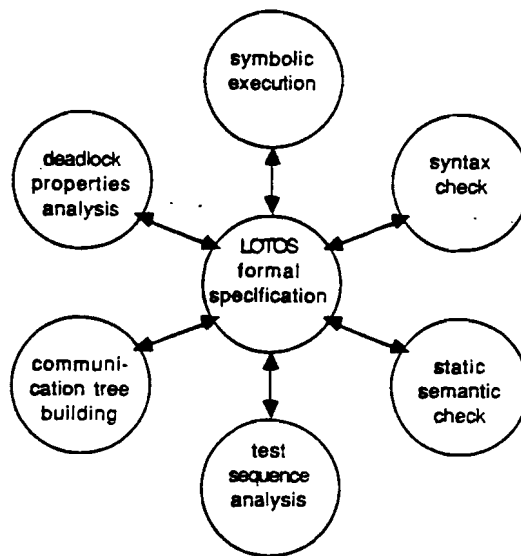 symbolic
execution
deadlock
properties
analysis
syntax
check
LOTOS
formal
specification
communi-
cation tree
building
static
semantic
check
test
sequence
analysis